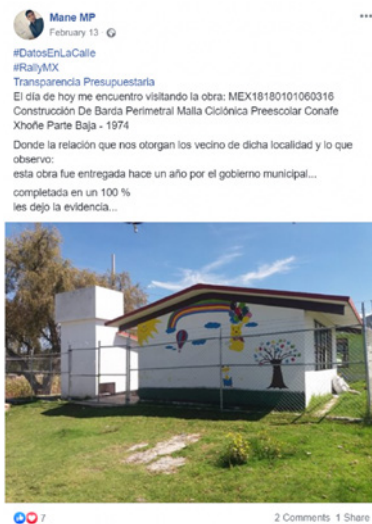 Mane MP
February 13 ·
#DatosEnLaCalle
#RallyMX
Transparencia Presupuestaria
El día de hoy me encuentro visitando la obra: MEX18180101060316
Construcción De Barda Perimetral Malla Ciclónica Preescolar Conafe
Xhoñe Parte Baja - 1974
Donde la relación que nos otorgan los vecino de dicha localidad y lo que
observo:
esta obra fue entregada hace un año por el gobierno municipal...
completada en un 100 %
les dejo la evidencia...
7
2 Comments 1 Share